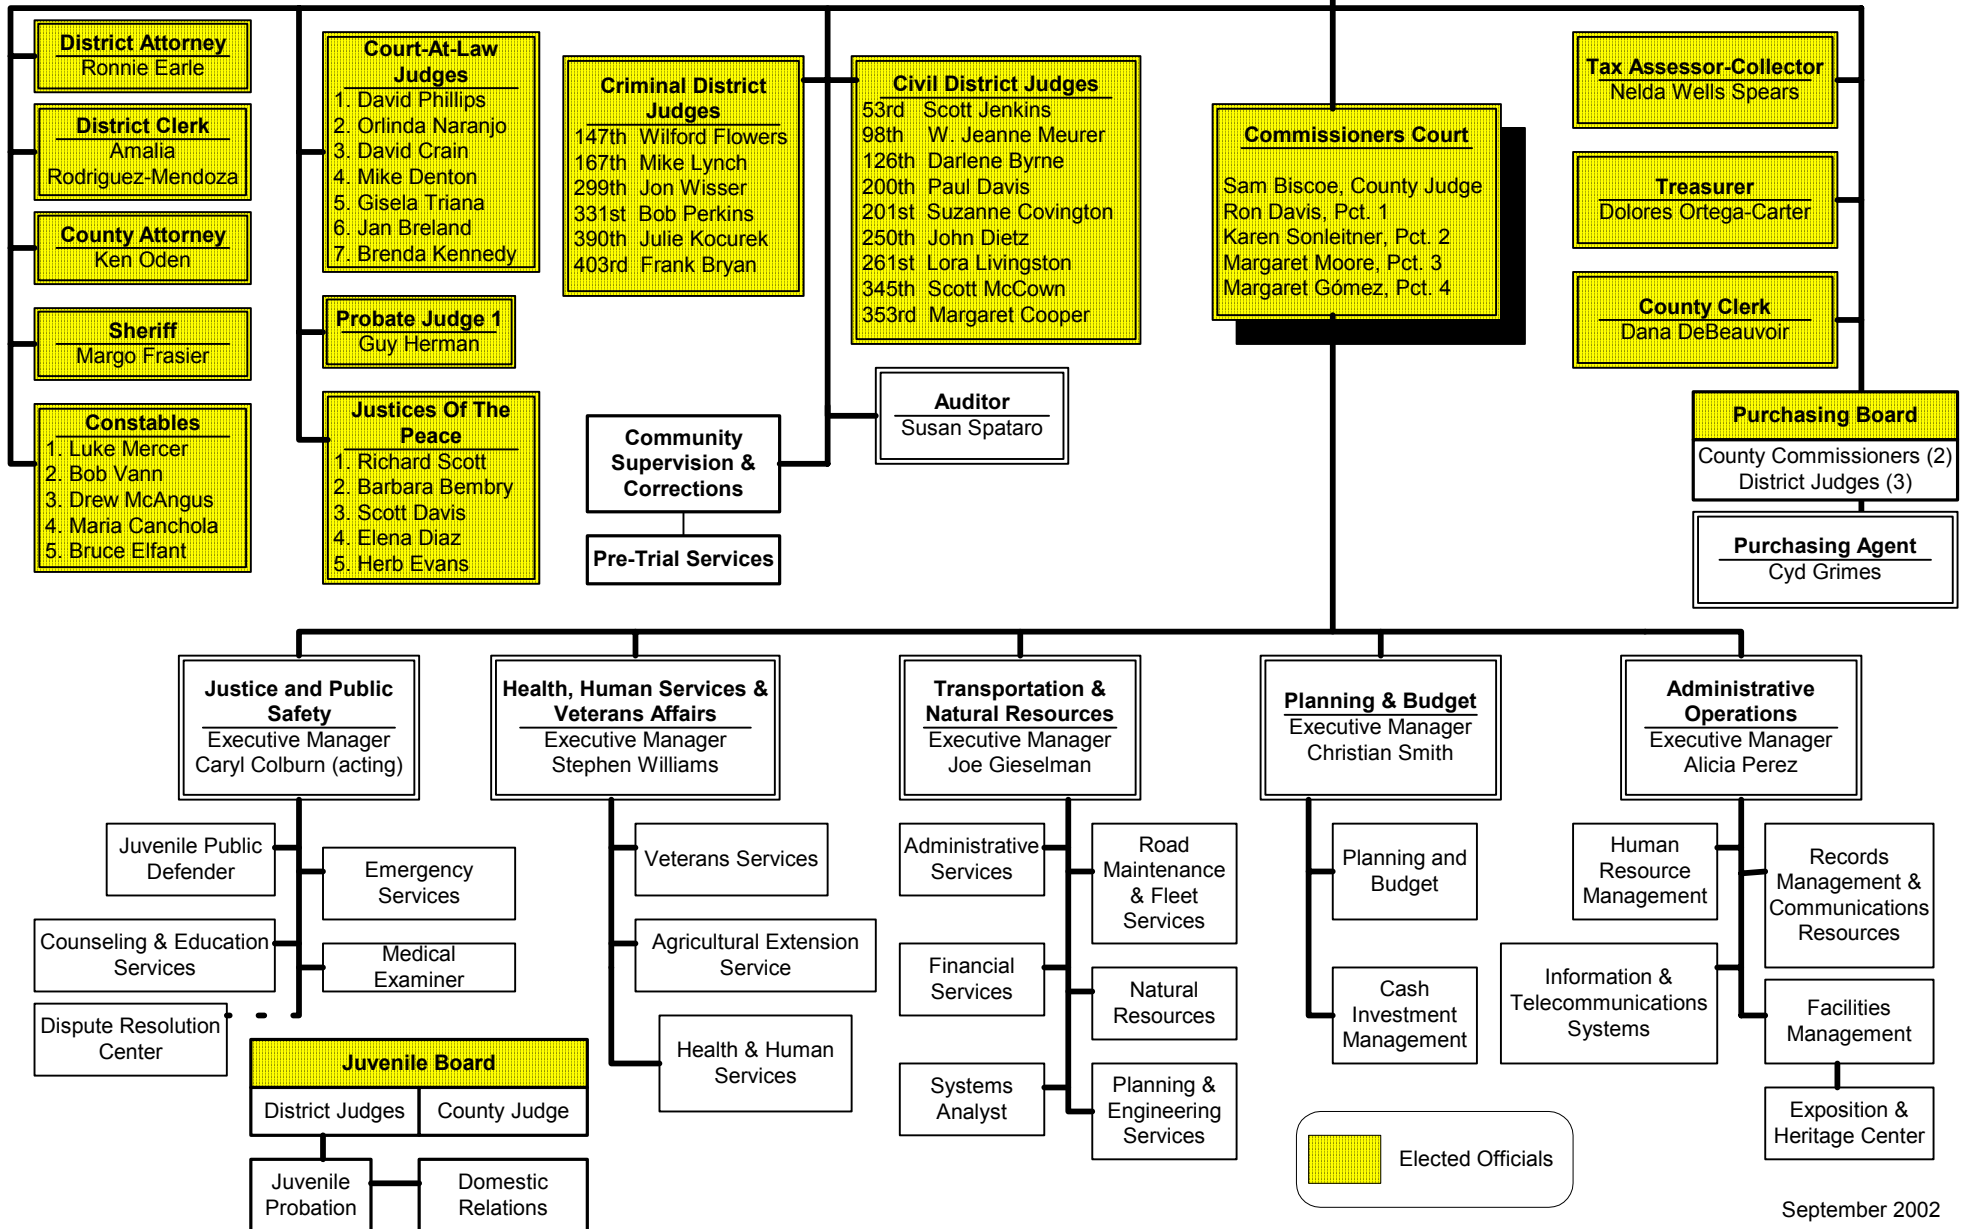 District Attorney
Ronnie Earle
District Clerk
Amalia
Rodriguez-Mendoza
County Attorney
Ken Oden
Sheriff
Margo Frasier
Constables
1. Luke Mercer
2. Bob Vann
3. Drew McAngus
4. Maria Canchola
5. Bruce Elfant
Court-At-Law
Judges
1. David Phillips
2. Orlinda Naranjo
3. David Crain
4. Mike Denton
5. Gisela Triana
6. Jan Breland
7. Brenda Kennedy
Probate Judge 1
Guy Herman
Justices Of The
Peace
1. Richard Scott
2. Barbara Bembry
3. Scott Davis
4. Elena Diaz
5. Herb Evans
Criminal District
Judges
147th Wilford Flowers
167th Mike Lynch
299th Jon Wisser
331st Bob Perkins
390th Julie Kocurek
403rd Frank Bryan
Civil District Judges
53rd Scott Jenkins
98th W. Jeanne Meurer
126th Darlene Byrne
200th Paul Davis
201st Suzanne Covington
250th John Dietz
261st Lora Livingston
345th Scott McCown
353rd Margaret Cooper
Community
Supervision &
Corrections
Pre-Trial Services
Auditor
Susan Spataro
Commissioners Court
Sam Biscoe, County Judge
Ron Davis, Pct. 1
Karen Sonleitner, Pct. 2
Margaret Moore, Pct. 3
Margaret Gómez, Pct. 4
Tax Assessor-Collector
Nelda Wells Spears
Treasurer
Dolores Ortega-Carter
County Clerk
Dana DeBeauvoir
Purchasing Board
County Commissioners (2)
District Judges (3)
Purchasing Agent
Cyd Grimes
Justice and Public
Safety
Executive Manager
Caryl Colburn (acting)
Juvenile Public
Defender
Emergency
Services
Counseling & Education
Services
Medical
Examiner
Dispute Resolution
Center
Juvenile Board
District Judges
County Judge
Juvenile
Probation
Domestic
Relations
Health, Human Services &
Veterans Affairs
Executive Manager
Stephen Williams
Veterans Services
Agricultural Extension
Service
Health & Human
Services
Transportation &
Natural Resources
Executive Manager
Joe Gieselman
Administrative
Services
Road
Maintenance
& Fleet
Services
Financial
Services
Natural
Resources
Systems
Analyst
Planning &
Engineering
Services
Planning & Budget
Executive Manager
Christian Smith
Planning and
Budget
Cash
Investment
Management
Administrative
Operations
Executive Manager
Alicia Perez
Human
Resource
Management
Records
Management &
Communications
Resources
Information &
Telecommunications
Systems
Facilities
Management
Exposition &
Heritage Center
Elected Officials
September 2002